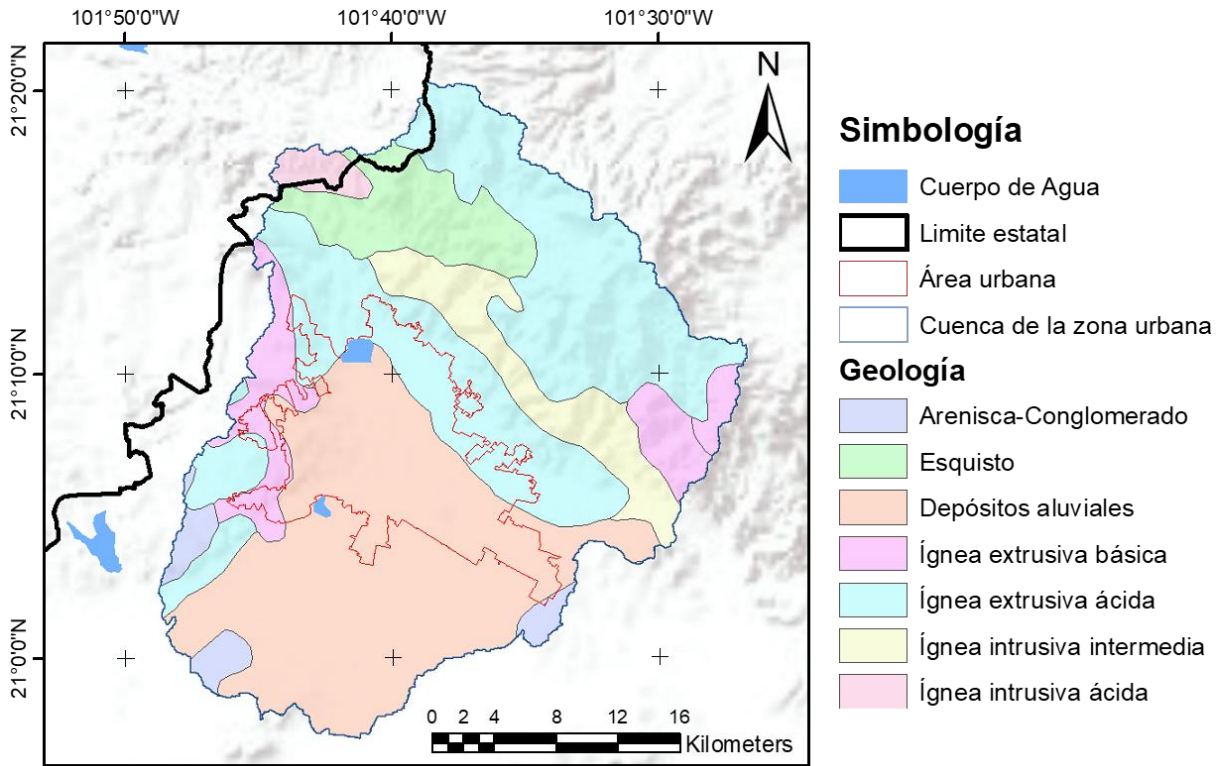 101°50'0"W 101°40'0"W 101°30'0"W
21°20'0"N
21°10'0"N
21°0'0"N
N
0 2 4 8 12 16
Kilometers
Simbología
Cuerpo de Agua
Limite estatal
Área urbana
Cuenca de la zona urbana
Geología
Arenisca-Conglomerado
Esquisto
Depósitos aluviales
Ígnea extrusiva básica
Ígnea extrusiva ácida
Ígnea intrusiva intermedia
Ígnea intrusiva ácida